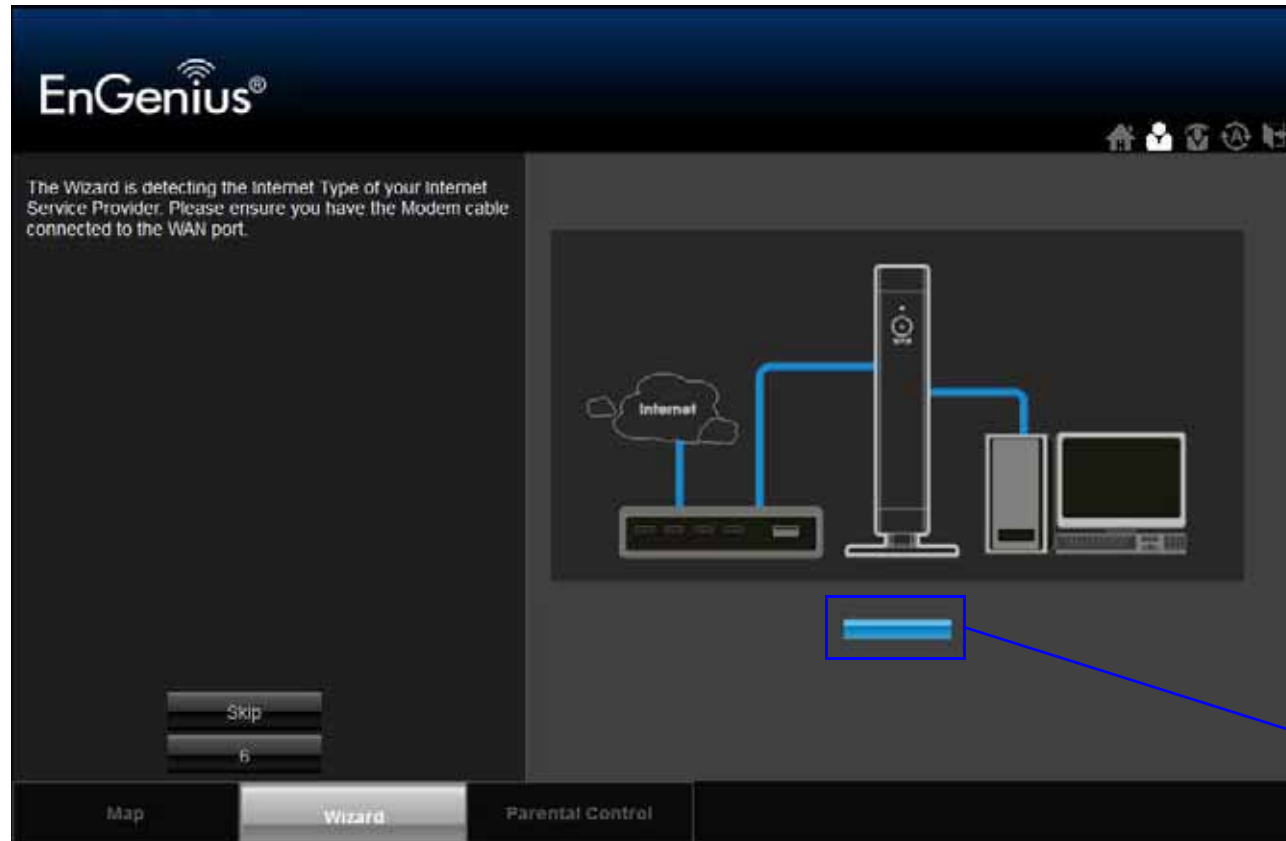 EnGenius®
The Wizard is detecting the Internet Type of your Internet
Service Provider. Please ensure you have the Modem cable
connected to the WAN port.
Internet
Skip
6
Map
Wizard
Parental Control